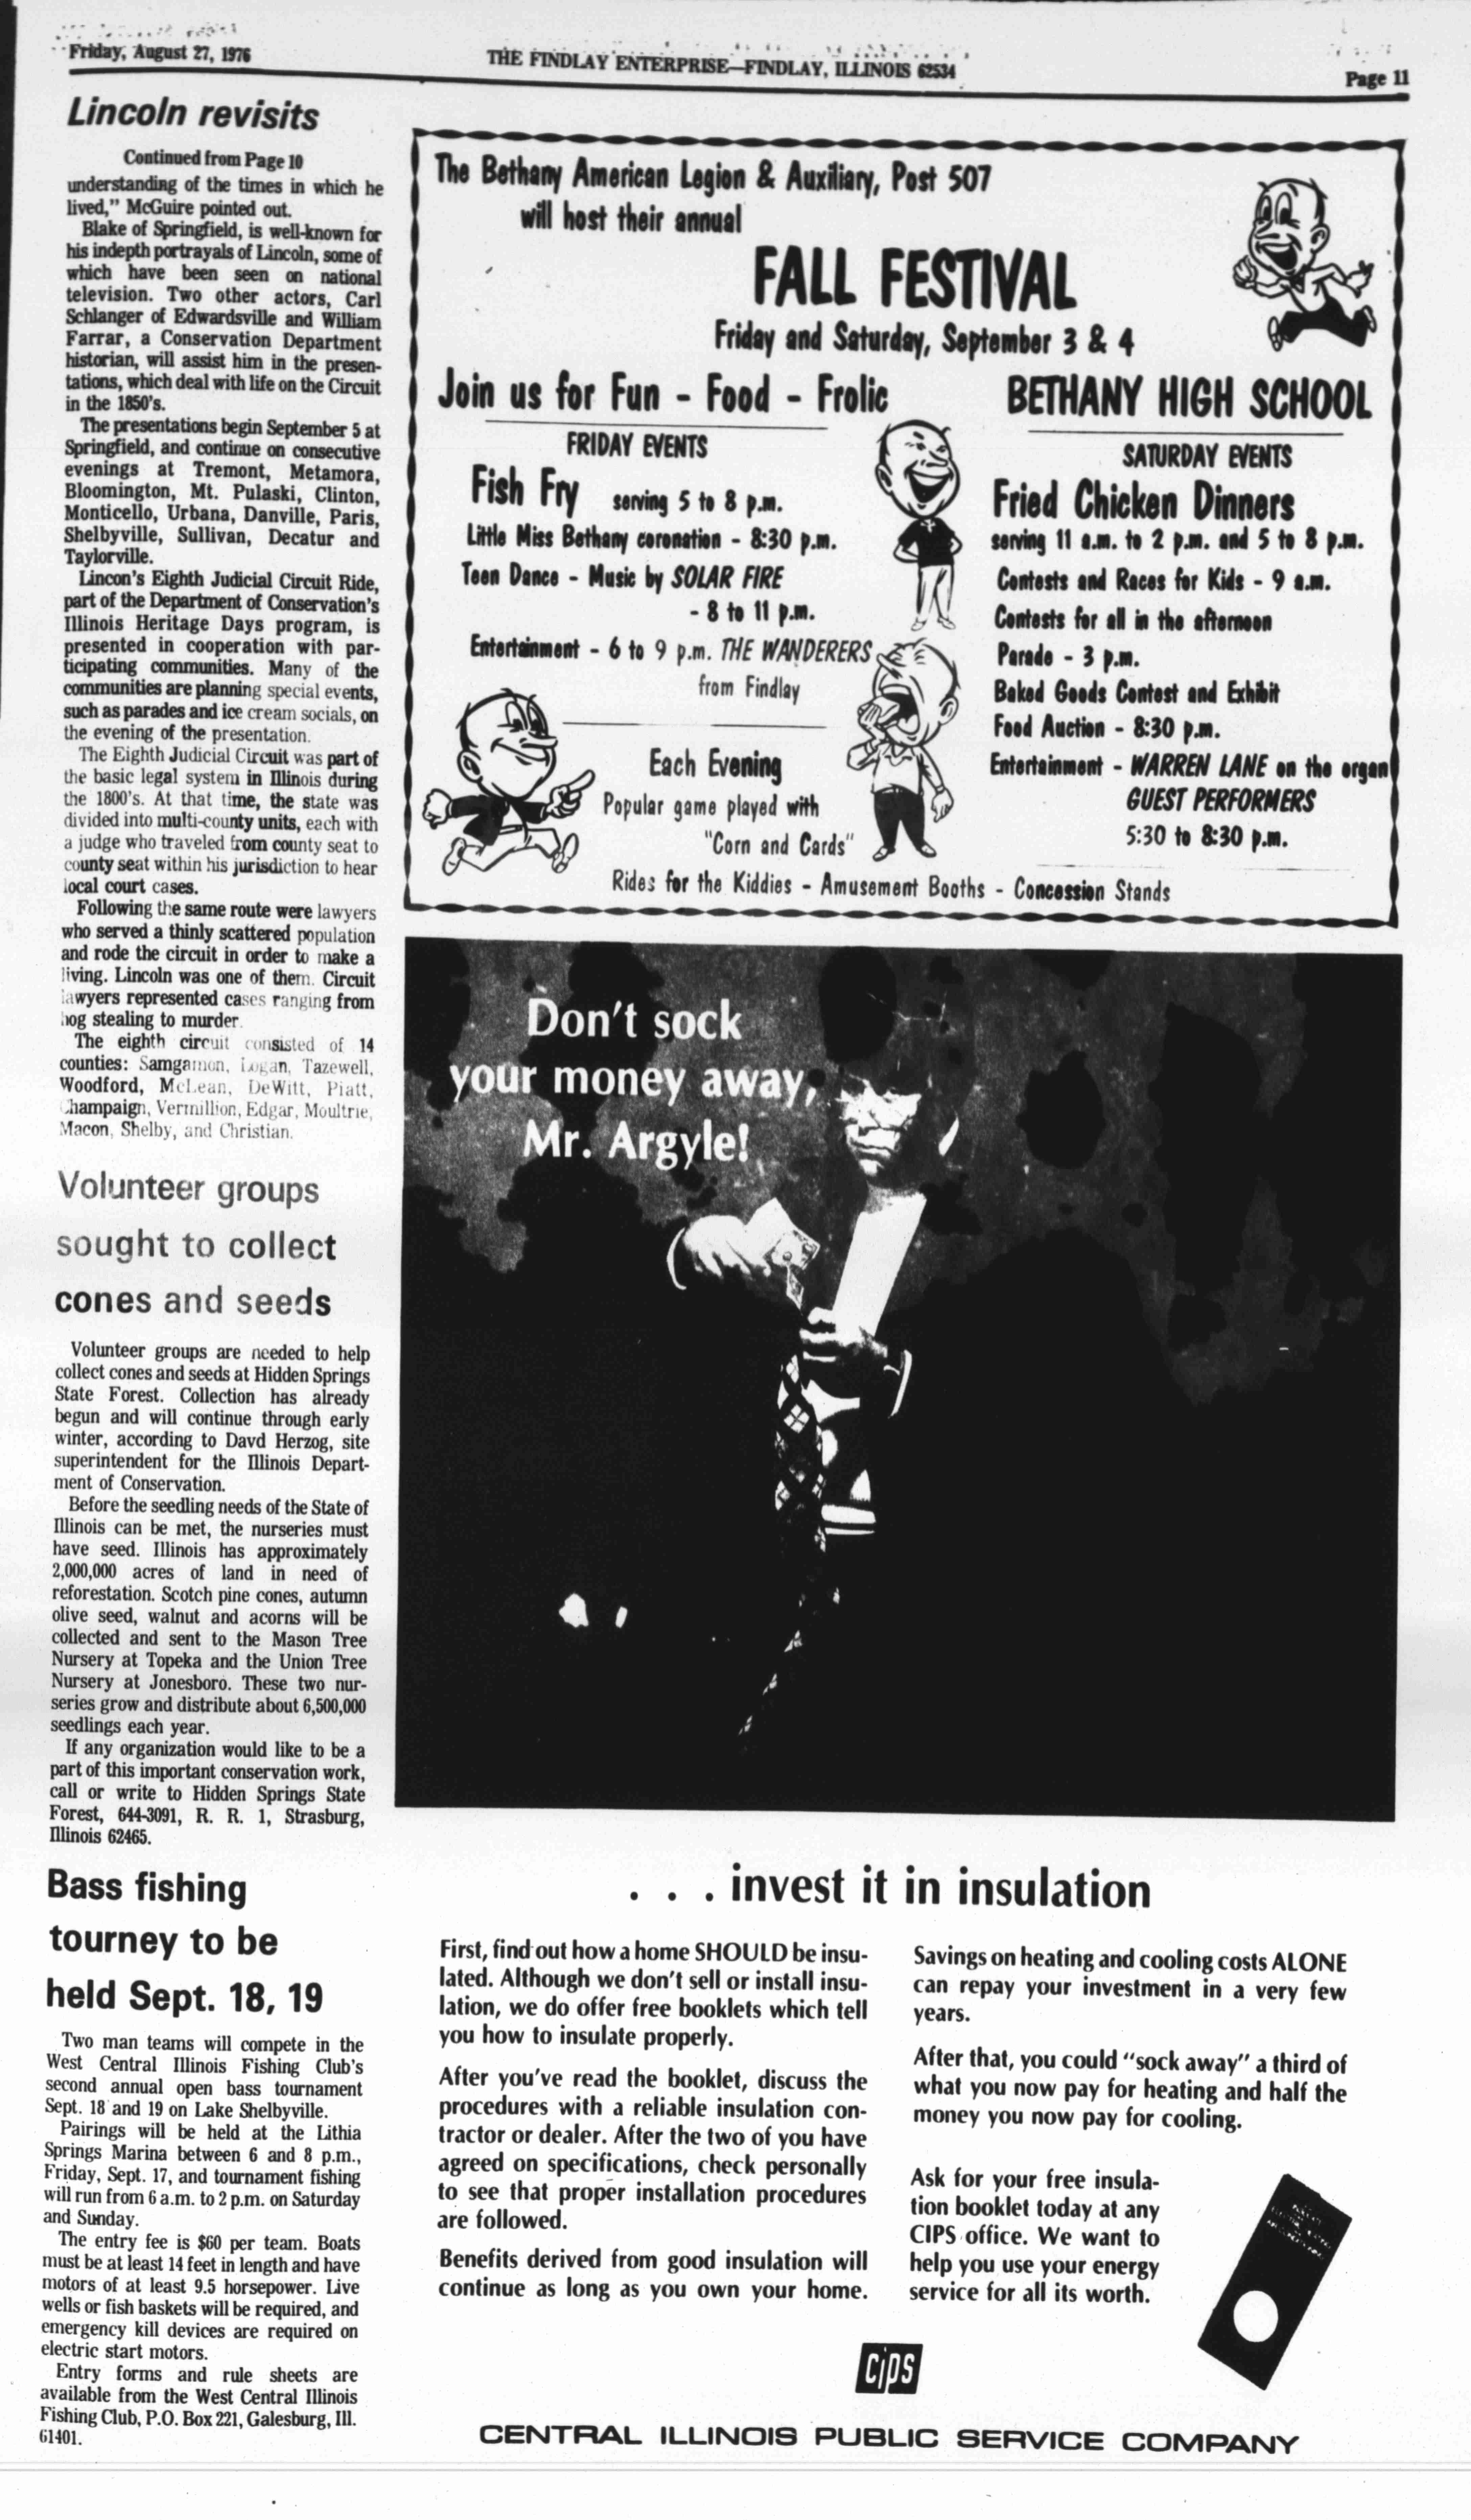 Friday, August 27, 1976
THE FINDLAY ENTERPRISE—FINDLAY, ILLINOIS 62534
Page 11
Lincoln revisits
Continued from Page 10
understanding of the times in which he
lived," McGuire pointed out.
Blake of Springfield, is well-known for
his indepth portrayals of Lincoln, some of
which have been seen on national
television. Two other actors, Carl
Schlanger of Edwardsville and William
Farrar, a Conservation Department
historian, will assist him in the presen-
tations, which deal with life on the Circuit
in the 1850's.
The presentations begin September 5 at
Springfield, and continue on consecutive
evenings at Tremont, Metamora,
Bloomington, Mt. Pulaski, Clinton,
Monticello, Urbana, Danville, Paris,
Shelbyville, Sullivan, Decatur and
Taylorville.
Lincon's Eighth Judicial Circuit Ride,
part of the Department of Conservation's
Illinois Heritage Days program, is
presented in cooperation with par-
ticipating communities. Many of the
communities are planning special events,
such as parades and ice cream socials, on
the evening of the presentation.
The Eighth Judicial Circuit was part of
the basic legal system in Illinois during
the 1800's. At that time, the state was
divided into multi-county units, each with
a judge who traveled from county seat to
county seat within his jurisdiction to hear
local court cases.
Following the same route were lawyers
who served a thinly scattered population
and rode the circuit in order to make a
living. Lincoln was one of them. Circuit
lawyers represented cases ranging from
hog stealing to murder.
The eighth circuit consisted of 14
counties: Samgamon, Logan, Tazewell,
Woodford, McLean, DeWitt, Piatt,
Champaign, Vermillion, Edgar, Moultrie,
Macon, Shelby, and Christian.
Volunteer groups
sought to collect
cones and seeds
Volunteer groups are needed to help
collect cones and seeds at Hidden Springs
State Forest. Collection has already
begun and will continue through early
winter, according to Davd Herzog, site
superintendent for the Illinois Depart-
ment of Conservation.
Before the seedling needs of the State of
Illinois can be met, the nurseries must
have seed. Illinois has approximately
2,000,000 acres of land in need of
reforestation. Scotch pine cones, autumn
olive seed, walnut and acorns will be
collected and sent to the Mason Tree
Nursery at Topeka and the Union Tree
Nursery at Jonesboro. These two nur-
series grow and distribute about 6,500,000
seedlings each year.
If any organization would like to be a
part of this important conservation work,
call or write to Hidden Springs State
Forest, 644-3091, R. R. 1, Strasburg,
Illinois 62465.
Bass fishing
tourney to be
held Sept. 18, 19
Two man teams will compete in the
West Central Illinois Fishing Club's
second annual open bass tournament
Sept. 18 and 19 on Lake Shelbyville.
Pairings will be held at the Lithia
Springs Marina between 6 and 8 p.m.,
Friday, Sept. 17, and tournament fishing
will run from 6 a.m. to 2 p.m. on Saturday
and Sunday.
The entry fee is $60 per team. Boats
must be at least 14 feet in length and have
motors of at least 9.5 horsepower. Live
wells or fish baskets will be required, and
emergency kill devices are required on
electric start motors.
Entry forms and rule sheets are
available from the West Central Illinois
Fishing Club, P.O. Box 221, Galesburg, Ill.
61401.
The Bethany American Legion & Auxiliary, Post 507
will host their annual
FALL FESTIVAL
Friday and Saturday, September 3 & 4
Join us for Fun - Food - Frolic
BETHANY HIGH SCHOOL
FRIDAY EVENTS
Fish Fry serving 5 to 8 p.m.
Little Miss Bethany coronation - 8:30 p.m.
Teen Dance - Music by SOLAR FIRE
- 8 to 11 p.m.
Entertainment - 6 to 9 p.m. THE WANDERERS
from Findlay
Each Evening
Popular game played with
"Corn and Cards"
SATURDAY EVENTS
Fried Chicken Dinners
serving 11 a.m. to 2 p.m. and 5 to 8 p.m.
Contests and Races for Kids - 9 a.m.
Contests for all in the afternoon
Parade - 3 p.m.
Baked Goods Contest and Exhibit
Food Auction - 8:30 p.m.
Entertainment - WARREN LANE on the organ
GUEST PERFORMERS
5:30 to 8:30 p.m.
Rides for the Kiddies - Amusement Booths - Concession Stands
Don't sock
your money away,
Mr. Argyle!
. . . invest it in insulation
First, find out how a home SHOULD be insu-
lated. Although we don't sell or install insu-
lation, we do offer free booklets which tell
you how to insulate properly.
After you've read the booklet, discuss the
procedures with a reliable insulation con-
tractor or dealer. After the two of you have
agreed on specifications, check personally
to see that proper installation procedures
are followed.
Benefits derived from good insulation will
continue as long as you own your home.
Savings on heating and cooling costs ALONE
can repay your investment in a very few
years.
After that, you could "sock away" a third of
what you now pay for heating and half the
money you now pay for cooling.
Ask for your free insula-
tion booklet today at any
CIPS office. We want to
help you use your energy
service for all its worth.
CIPS
CENTRAL ILLINOIS PUBLIC SERVICE COMPANY